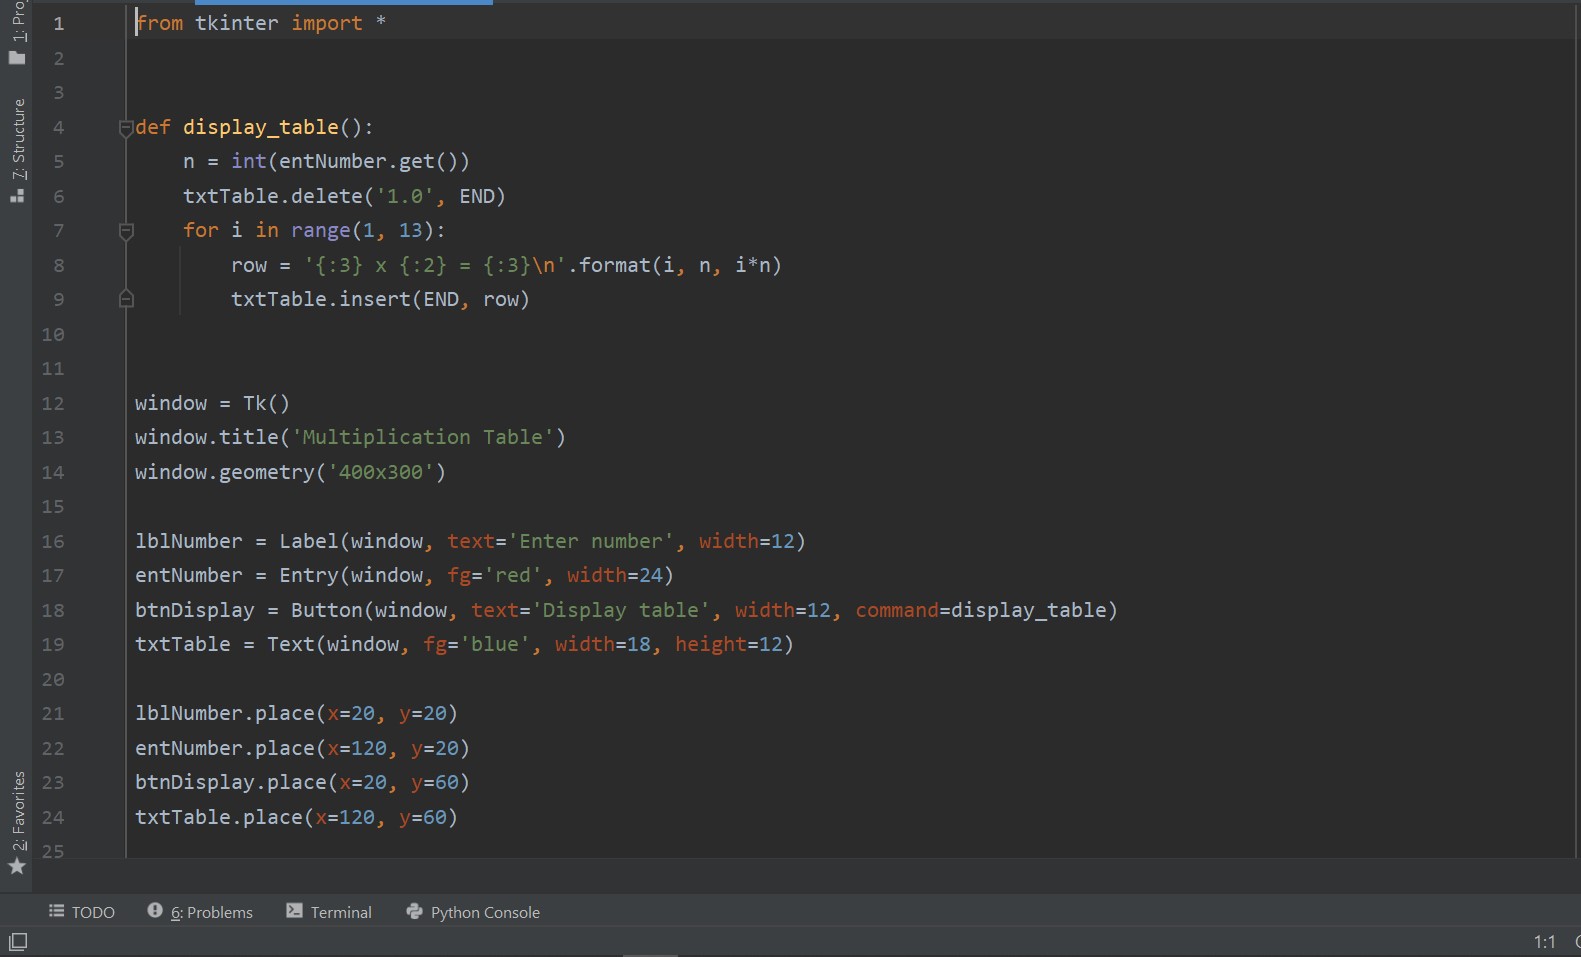 1: Pro
7: Structure
2: Favorites
1 from tkinter import *
2
3
4 def display_table():
5     n = int(entNumber.get())
6     txtTable.delete('1.0', END)
7     for i in range(1, 13):
8         row = '{:3} x {:2} = {:3}\n'.format(i, n, i*n)
9         txtTable.insert(END, row)
10
11
12 window = Tk()
13 window.title('Multiplication Table')
14 window.geometry('400x300')
15
16 lblNumber = Label(window, text='Enter number', width=12)
17 entNumber = Entry(window, fg='red', width=24)
18 btnDisplay = Button(window, text='Display table', width=12, command=display_table)
19 txtTable = Text(window, fg='blue', width=18, height=12)
20
21 lblNumber.place(x=20, y=20)
22 entNumber.place(x=120, y=20)
23 btnDisplay.place(x=20, y=60)
24 txtTable.place(x=120, y=60)
25
TODO 6: Problems Terminal Python Console
1:1